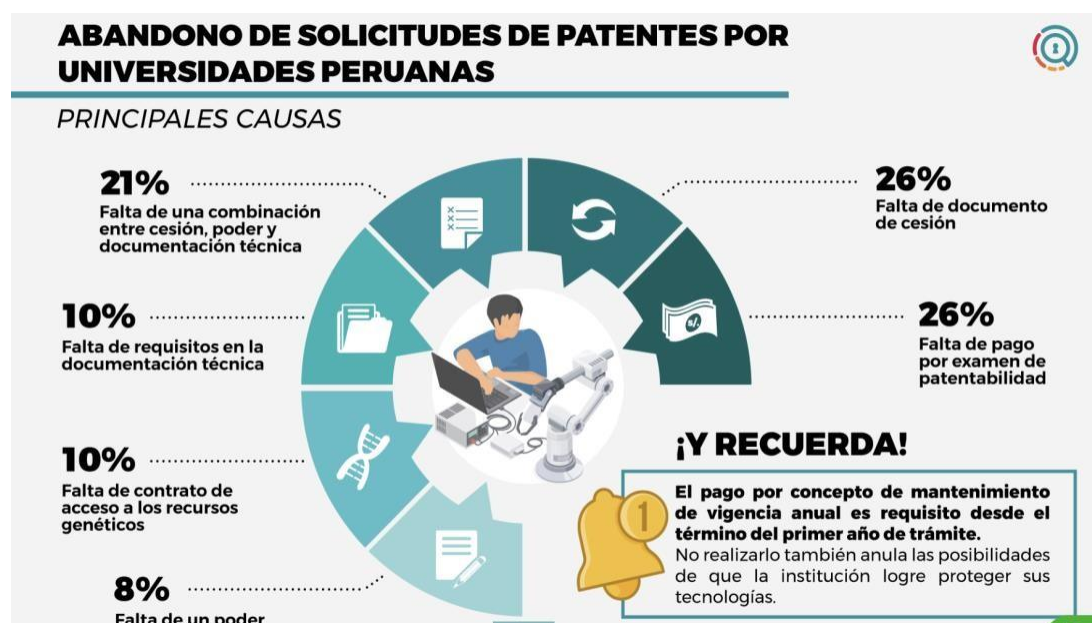 ABANDONO DE SOLICITUDES DE PATENTES POR
UNIVERSIDADES PERUANAS
PRINCIPALES CAUSAS
21%
Falta de una combinación
entre cesión, poder y
documentación técnica
10%
Falta de requisitos en la
documentación técnica
10%
Falta de contrato de
acceso a los recursos
genéticos
8%
Falta de un poder
26%
Falta de documento
de cesión
S/.
26%
Falta de pago
por examen de
patentabilidad
¡Y RECUERDA!
1
El pago por concepto de mantenimiento
de vigencia anual es requisito desde el
término del primer año de trámite.
No realizarlo también anula las posibilidades
de que la institución logre proteger sus
tecnologías.